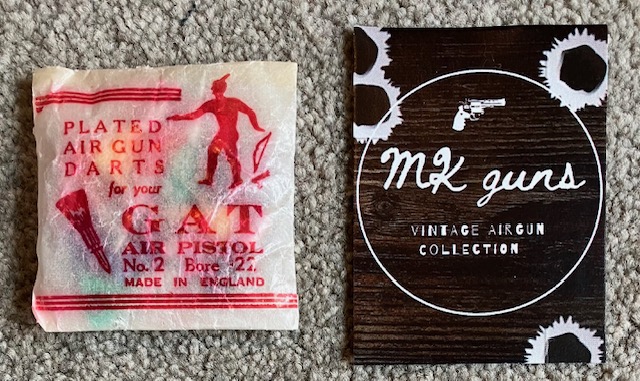 PLATED
AIR GUN
DARTS
for your
GAT
AIR PISTOL
No. 2 Bore .22.
MADE IN ENGLAND
MK guns
VINTAGE AIRGUN
COLLECTION